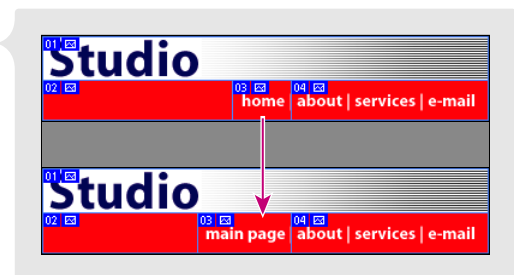 01
Studio
02 03 04
home about | services | e-mail
01
Studio
02 03 04
main page about | services | e-mail